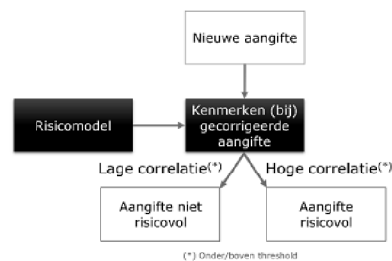 Nieuwe aangifte
Risicomodel
Kenmerken (bij)
gecorrigeerde
aangifte
Lage correlatie(*)
Hoge correlatie(*)
Aangifte niet
risicovol
Aangifte
risicovol
(*) Onder/boven threshold